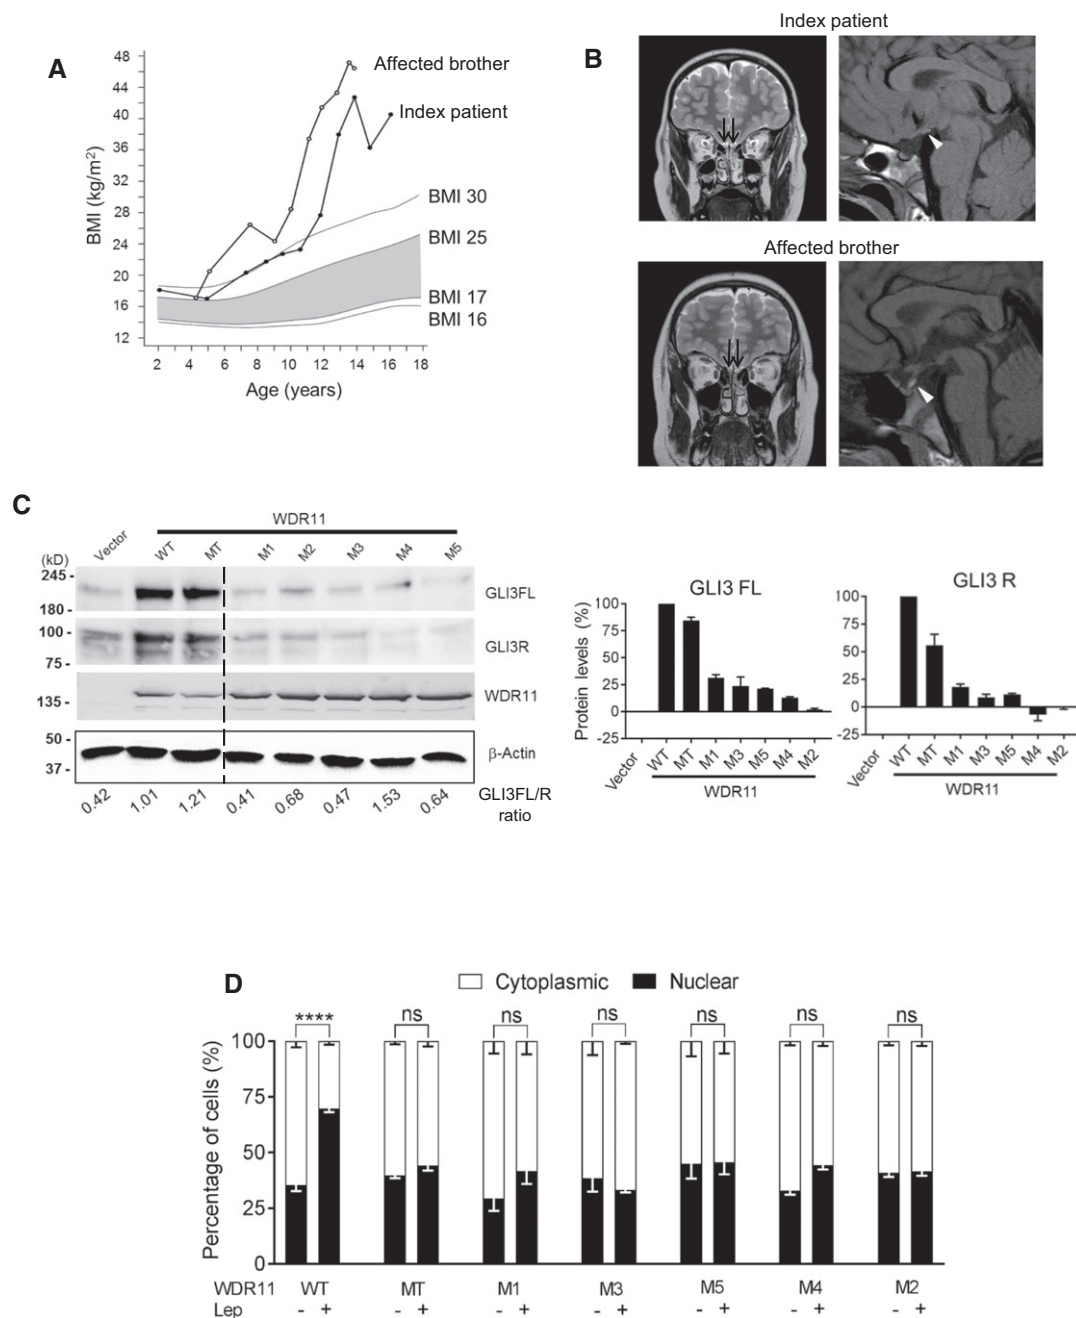 A
48
44
40
36
32
28
24
20
16
12
BMI (kg/m2)
Affected brother
Index patient
BMI 30
BMI 25
BMI 17
BMI 16
2 4 6 8 10 12 14 16 18
Age (years)
B
Index patient
Affected brother
C
WDR11
(kD) Vector WT MT M1 M2 M3 M4 M5
245 -
180 -
GLI3FL
100 -
75 -
GLI3R
135 -
WDR11
50 -
37 -
β-Actin
0.42 1.01 1.21 0.41 0.68 0.47 1.53 0.64
GLI3FL/R
ratio
GLI3 FL
Protein levels (%)
100
75
50
25
0
-25
Vector WT MT M1 M3 M5 M4 M2
WDR11
GLI3 R
100
75
50
25
0
-25
Vector WT MT M1 M3 M5 M4 M2
WDR11
D
Cytoplasmic Nuclear
**** ns ns ns ns ns ns
Percentage of cells (%)
100
75
50
25
0
WDR11 WT MT M1 M3 M5 M4 M2
Lep - + - + - + - + - + - + - +